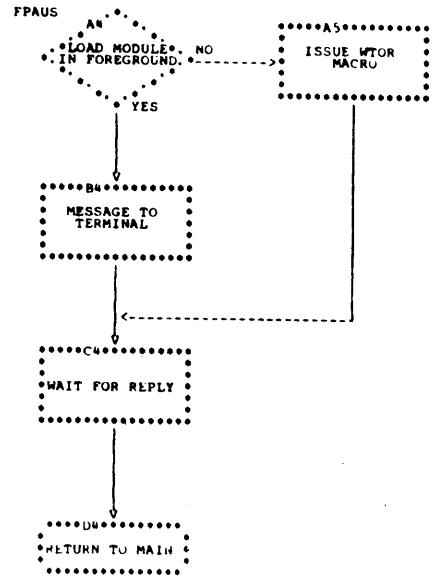 FPAUS
A4
LOAD MODULE
IN FOREGROUND
NO
YES
A5
ISSUE WTOR
MACRO
B4
MESSAGE TO
TERMINAL
C4
WAIT FOR REPLY
D4
RETURN TO MAIN